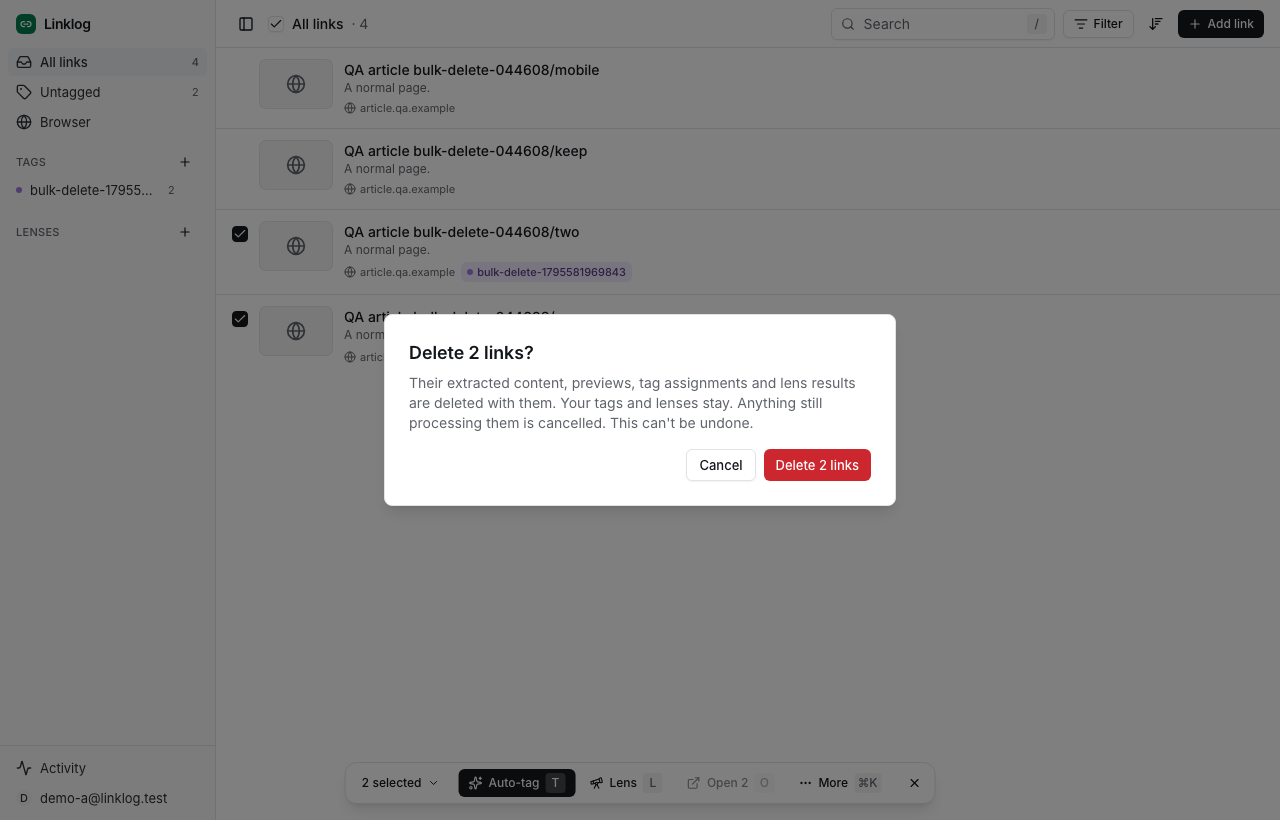 Linklog
All links 4
Untagged 2
Browser
TAGS
bulk-delete-17955... 2
LENSES
Activity
D demo-a@linklog.test
All links · 4
Search /
Filter
Add link
QA article bulk-delete-044608/mobile
A normal page.
article.qa.example
QA article bulk-delete-044608/keep
A normal page.
article.qa.example
QA article bulk-delete-044608/two
A normal page.
article.qa.example bulk-delete-1795581969843
QA
Delete 2 links?
Their extracted content, previews, tag assignments and lens results
are deleted with them. Your tags and lenses stay. Anything still
processing them is cancelled. This can't be undone.
Cancel Delete 2 links
2 selected Auto-tag T Lens L Open 2 O More ⌘K